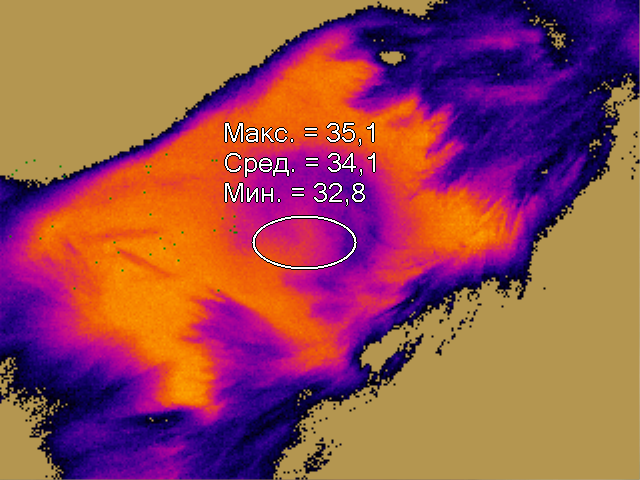 Макс. = 35,1
Сред. = 34,1
Мин. = 32,8